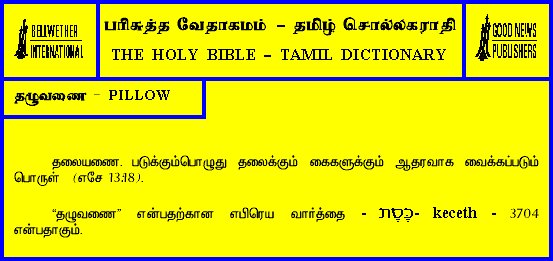 BELLWETHER
INTERNATIONAL
பரிசுத்த வேதாகமம் – தமிழ் சொல்லகராதி
THE HOLY BIBLE – TAMIL DICTIONARY
GOOD NEWS
PUBLISHERS
தழுவணை – PILLOW
தலையணை. படுக்கும்பொழுது தலைக்கும் கைகளுக்கும் ஆதரவாக வைக்கப்படும்
பொருள் (எசே 13:18).
“தழுவணை” என்பதற்கான எபிரெய வார்த்தை - כֶּסֶת- keceth - 3704
என்பதாகும்.